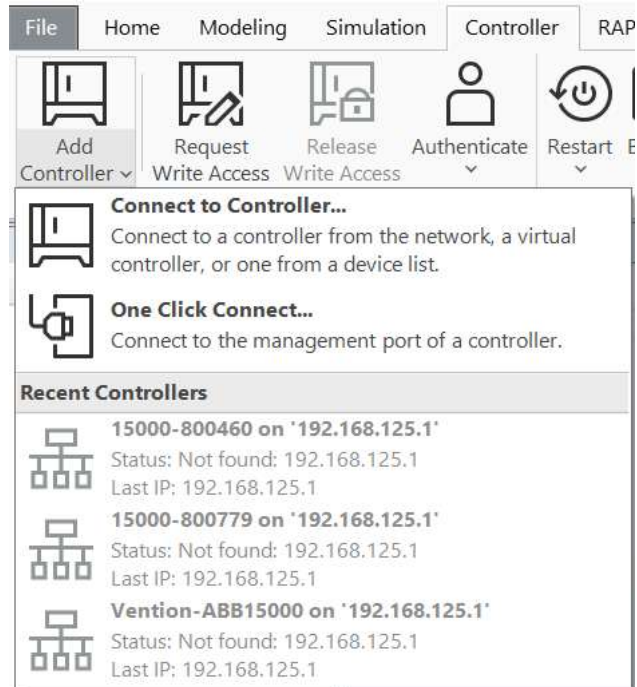 File Home Modeling Simulation Controller
Add Controller
Request Write Access
Release Write Access
Authenticate
Restart
Connect to Controller...
Connect to a controller from the network, a virtual
controller, or one from a device list.
One Click Connect...
Connect to the management port of a controller.
Recent Controllers
15000-800460 on '192.168.125.1'
Status: Not found: 192.168.125.1
Last IP: 192.168.125.1
15000-800779 on '192.168.125.1'
Status: Not found: 192.168.125.1
Last IP: 192.168.125.1
Vention-ABB15000 on '192.168.125.1'
Status: Not found: 192.168.125.1
Last IP: 192.168.125.1